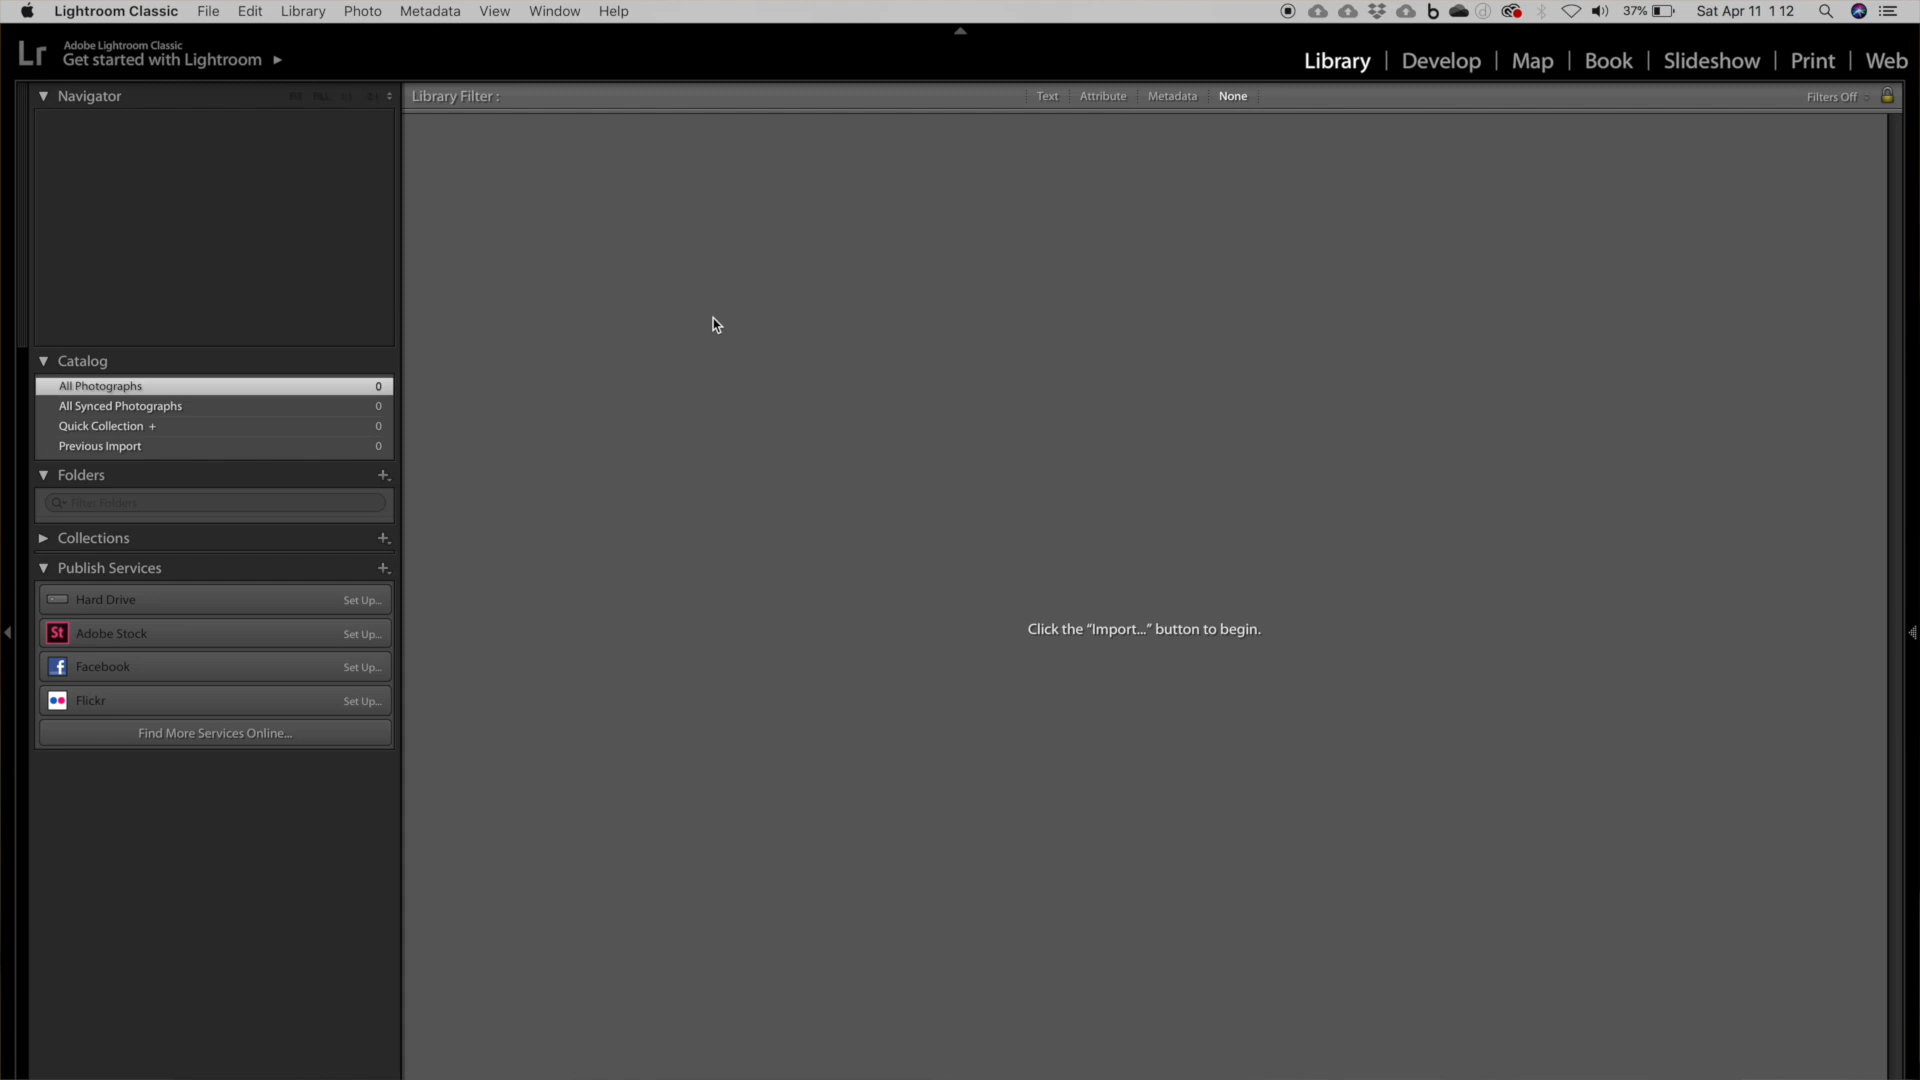 Lightroom Classic File Edit Library Photo Metadata View Window Help 37% Sat Apr 11 1 12
Lr
Adobe Lightroom Classic
Get started with Lightroom
Library | Develop | Map | Book | Slideshow | Print | Web
Navigator
Library Filter : Text Attribute Metadata None Filters Off
Catalog
All Photographs 0
All Synced Photographs 0
Quick Collection + 0
Previous Import 0
Folders
Filter Folders
Collections
Publish Services
Hard Drive Set Up...
St Adobe Stock Set Up...
Facebook Set Up...
Flickr Set Up...
Find More Services Online...
Click the “Import...” button to begin.